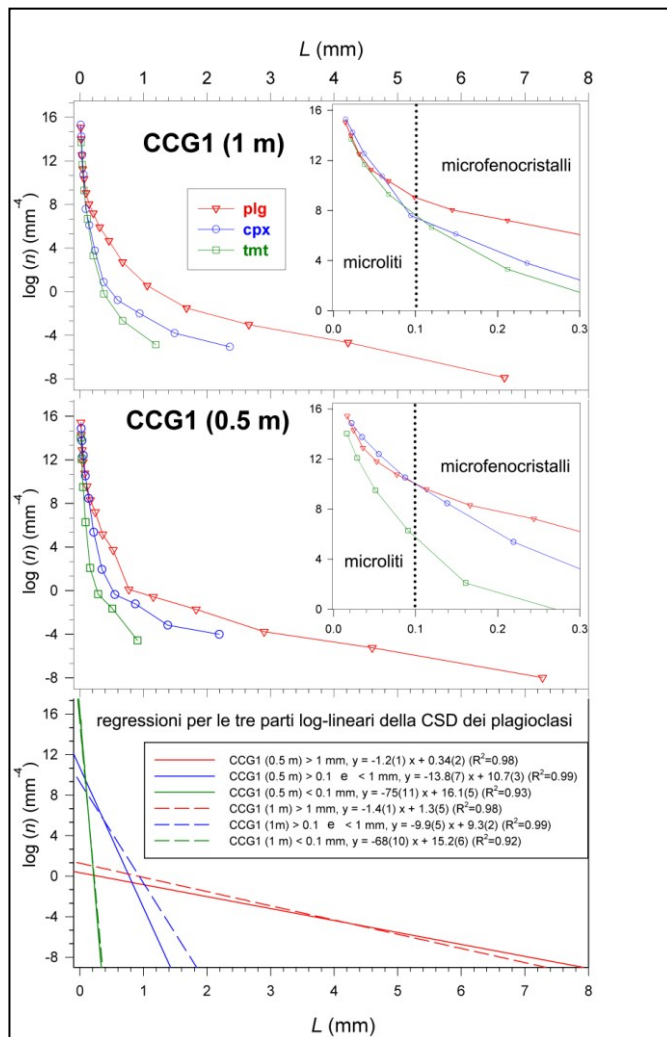 L (mm)
0 1 2 3 4 5 6 7 8
log (n) (mm-4)
16
12
8
4
0
-4
-8
CCG1 (1 m)
plg
cpx
tmt
16
12
8
4
0
microfenocristalli
microliti
0.0 0.1 0.2 0.3
log (n) (mm-4)
16
12
8
4
0
-4
-8
CCG1 (0.5 m)
16
12
8
4
0
microfenocristalli
microliti
0.0 0.1 0.2 0.3
log (n) (mm-4)
16
12
8
4
0
-4
-8
regressioni per le tre parti log-lineari della CSD dei plagioclasi
CCG1 (0.5 m) > 1 mm, y = -1.2(1) x + 0.34(2) (R2=0.98)
CCG1 (0.5 m) > 0.1 e < 1 mm, y = -13.8(7) x + 10.7(3) (R2=0.99)
CCG1 (0.5 m) < 0.1 mm, y = -75(11) x + 16.1(5) (R2=0.93)
CCG1 (1 m) > 1 mm, y = -1.4(1) x + 1.3(5) (R2=0.98)
CCG1 (1m) > 0.1 e < 1 mm, y = -9.9(5) x + 9.3(2) (R2=0.99)
CCG1 (1 m) < 0.1 mm, y = -68(10) x + 15.2(6) (R2=0.92)
0 1 2 3 4 5 6 7 8
L (mm)